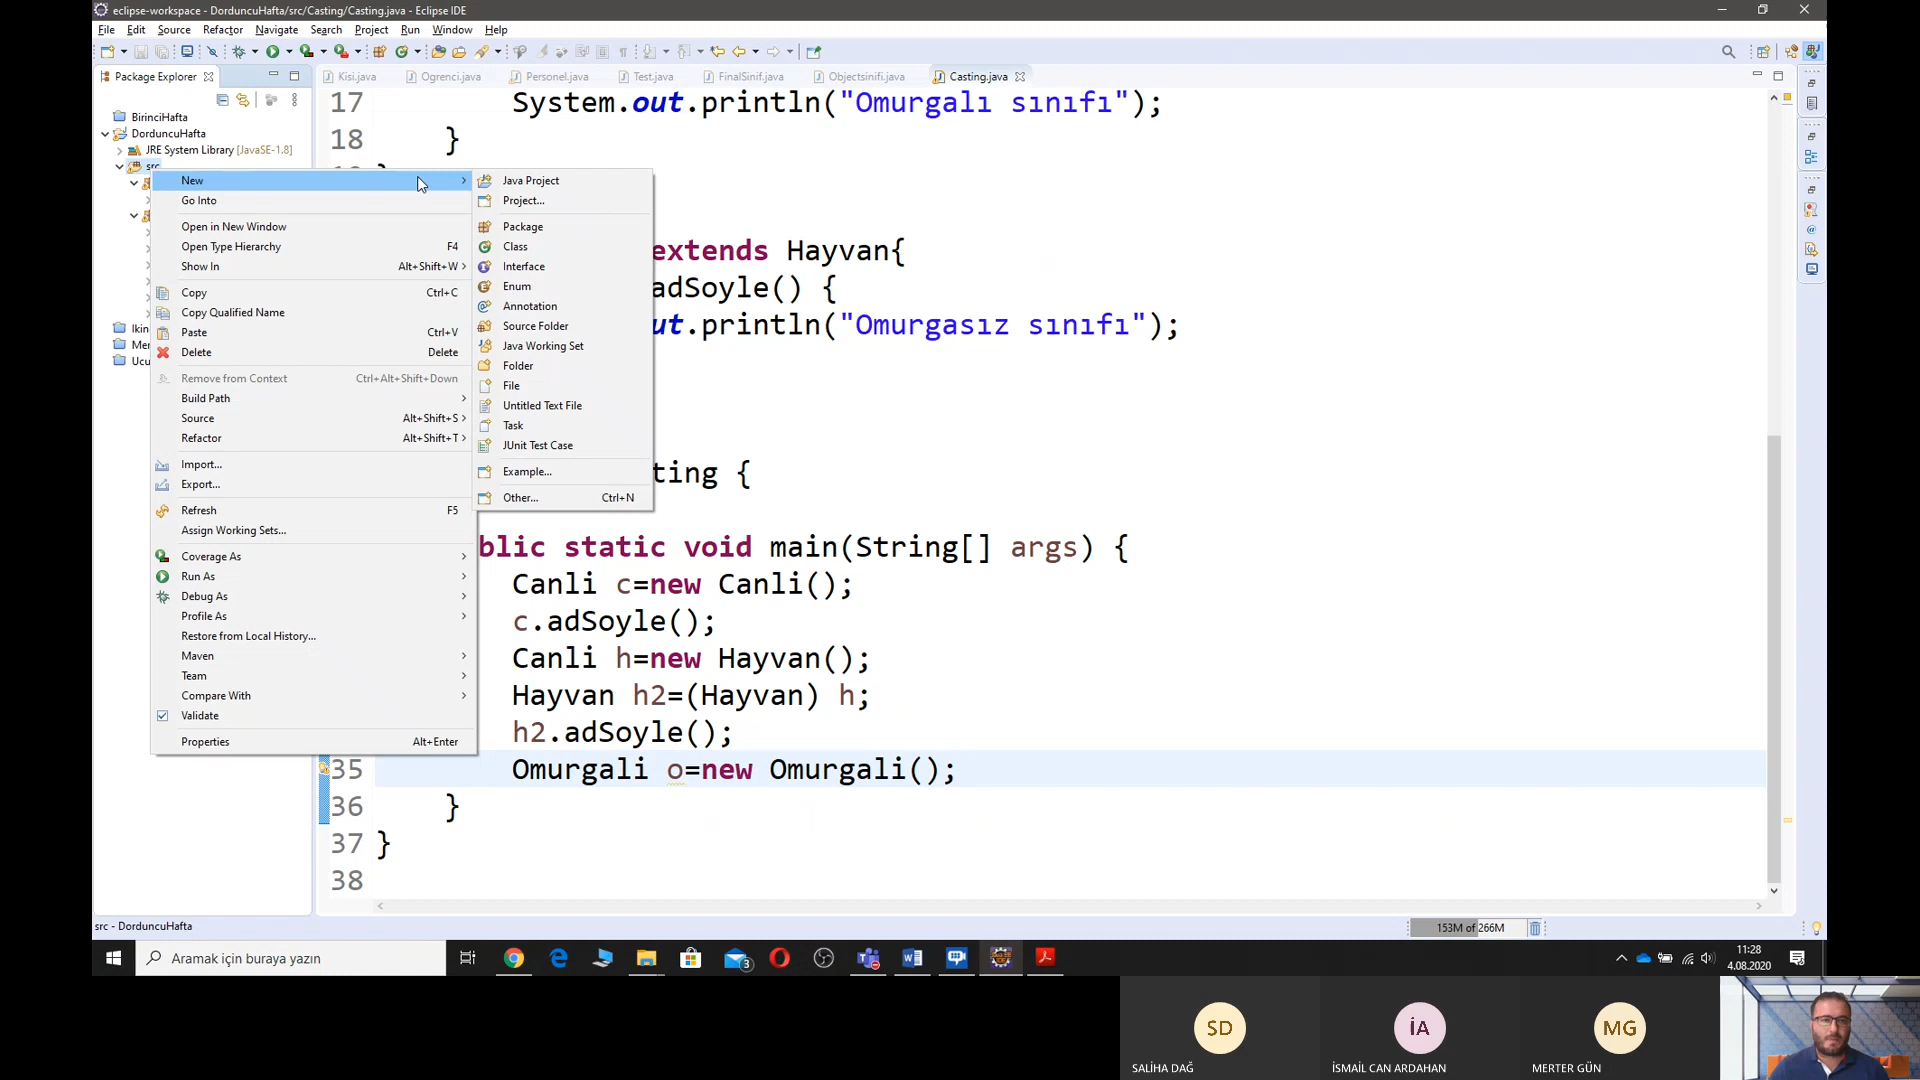 eclipse-workspace - DorduncuHafta/src/Casting/Casting.java - Eclipse IDE
File Edit Source Refactor Navigate Search Project Run Window Help
Package Explorer
Kisi.java Ogrenci.java Personel.java Test.java FinalSinif.java Objectsinifi.java Casting.java
BirinciHafta
DorduncuHafta
JRE System Library [JavaSE-1.8]
src
Ikin
Mer
Ucu
New
Go Into
Open in New Window
Open Type Hierarchy F4
Show In Alt+Shift+W
Copy Ctrl+C
Copy Qualified Name
Paste Ctrl+V
Delete Delete
Remove from Context Ctrl+Alt+Shift+Down
Build Path
Source Alt+Shift+S
Refactor Alt+Shift+T
Import...
Export...
Refresh F5
Assign Working Sets...
Coverage As
Run As
Debug As
Profile As
Restore from Local History...
Maven
Team
Compare With
Validate
Properties Alt+Enter
Java Project
Project...
Package
Class
Interface
Enum
Annotation
Source Folder
Java Working Set
Folder
File
Untitled Text File
Task
JUnit Test Case
Example...
Other... Ctrl+N
17 System.out.println("Omurgalı sınıfı");
18 }
extends Hayvan{
adSoyle() {
ut.println("Omurgasız sınıfı");
ting {
blic static void main(String[] args) {
Canli c=new Canli();
c.adSoyle();
Canli h=new Hayvan();
Hayvan h2=(Hayvan) h;
h2.adSoyle();
35 Omurgali o=new Omurgali();
36 }
37 }
38
src - DorduncuHafta
153M of 266M
Aramak için buraya yazın
3
11:28
4.08.2020
SD
SALİHA DAĞ
İA
İSMAİL CAN ARDAHAN
MG
MERTER GÜN